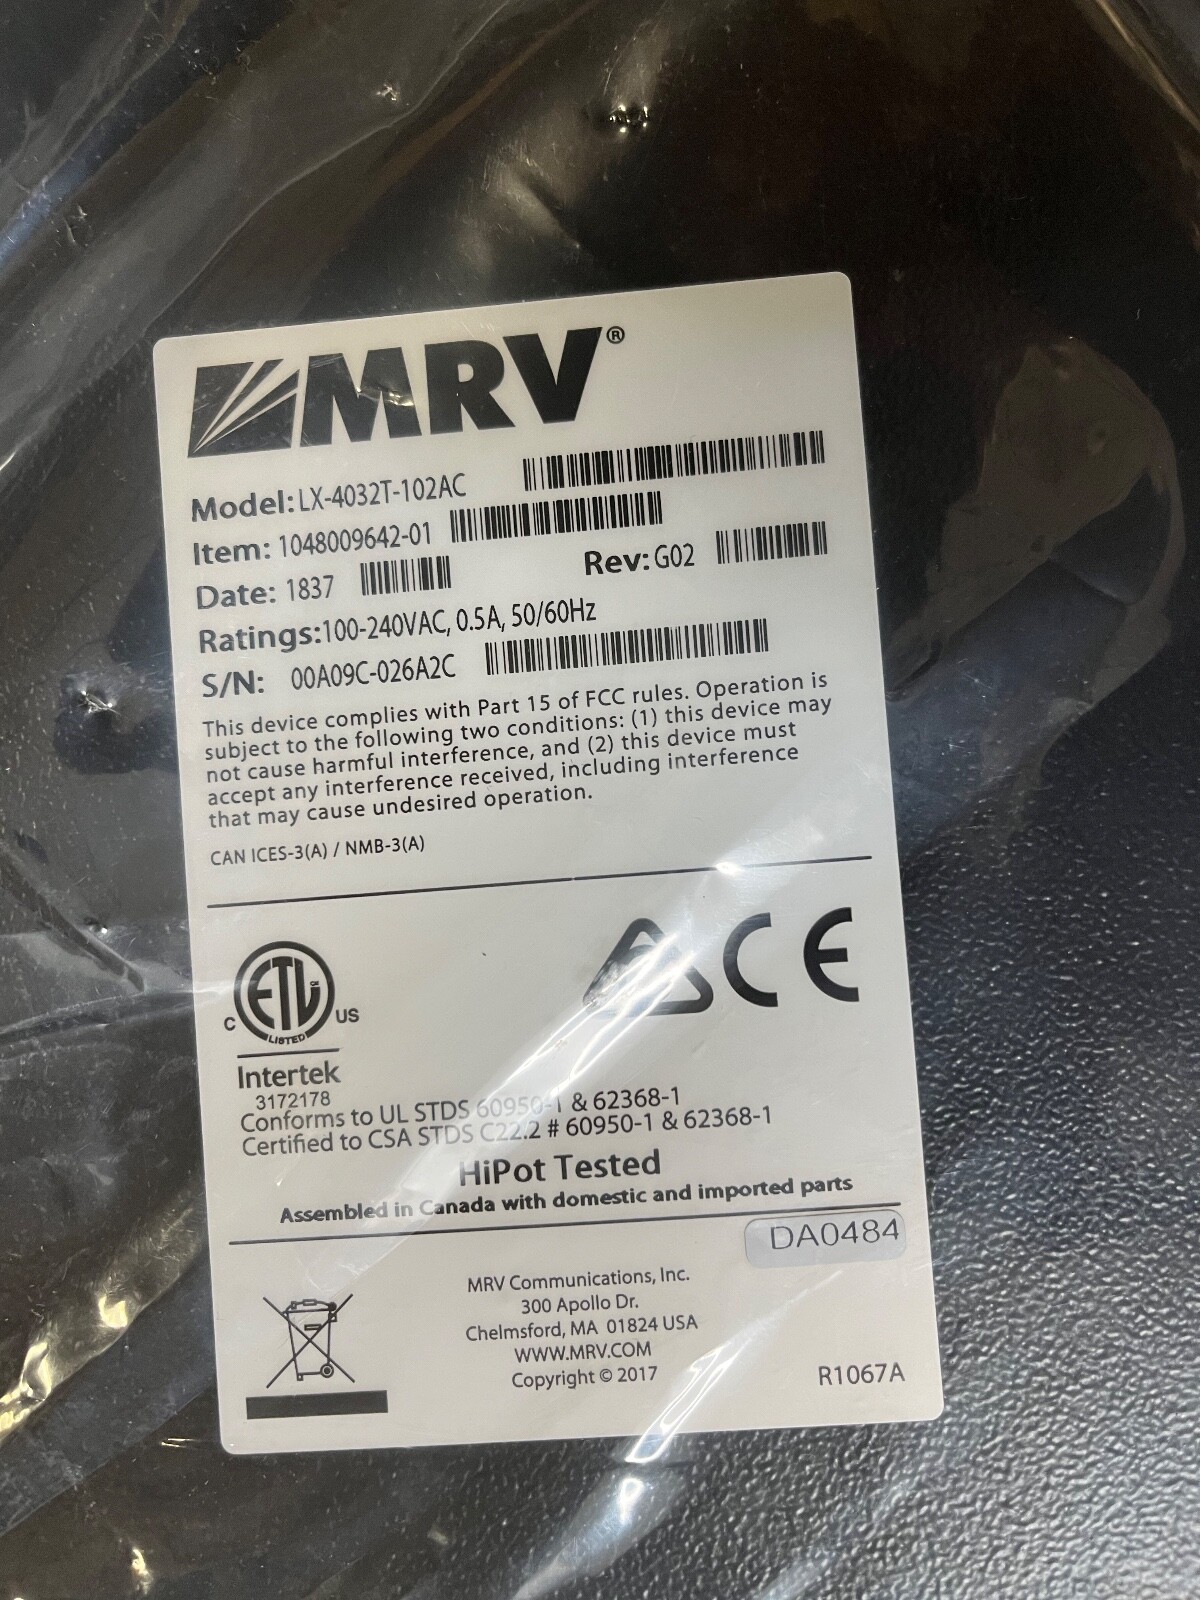 MRV®
Model: LX-4032T-102AC
Item: 1048009642-01
Date: 1837 Rev: G02
Ratings: 100-240VAC, 0.5A, 50/60Hz
S/N: 00A09C-026A2C
This device complies with Part 15 of FCC rules. Operation is
subject to the following two conditions: (1) this device may
not cause harmful interference, and (2) this device must
accept any interference received, including interference
that may cause undesired operation.
CAN ICES-3(A) / NMB-3(A)
C ETL US
LISTED
CE
Intertek
3172178
Conforms to UL STDS 60950-1 & 62368-1
Certified to CSA STDS C22.2 # 60950-1 & 62368-1
HiPot Tested
Assembled in Canada with domestic and imported parts
DA0484
MRV Communications, Inc.
300 Apollo Dr.
Chelmsford, MA 01824 USA
WWW.MRV.COM
Copyright © 2017
R1067A